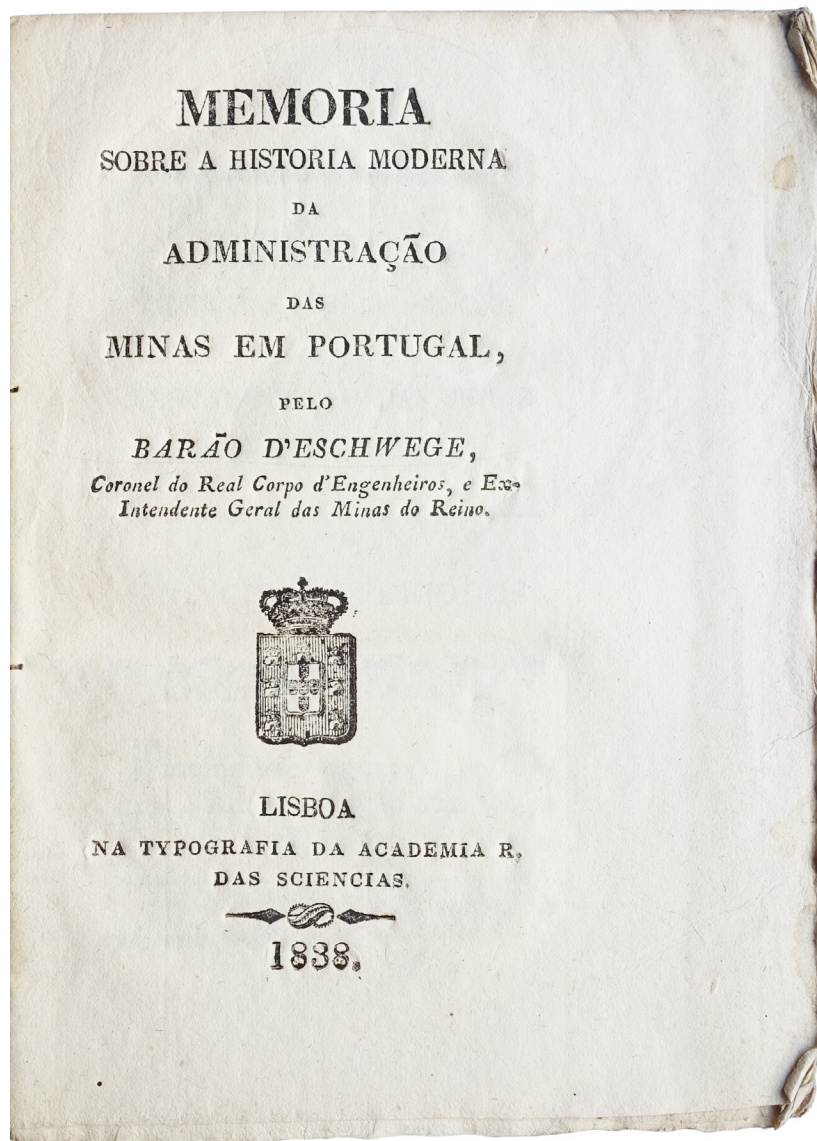 MEMORIA
SOBRE A HISTORIA MODERNA
DA
ADMINISTRAÇÃO
DAS
MINAS EM PORTUGAL,
PELO
BARÃO D'ESCHWEGE,
Coronel do Real Corpo d'Engenheiros, e Ex-
Intendente Geral das Minas do Reino.
LISBOA
NA TYPOGRAFIA DA ACADEMIA R.
DAS SCIENCIAS.
1838.